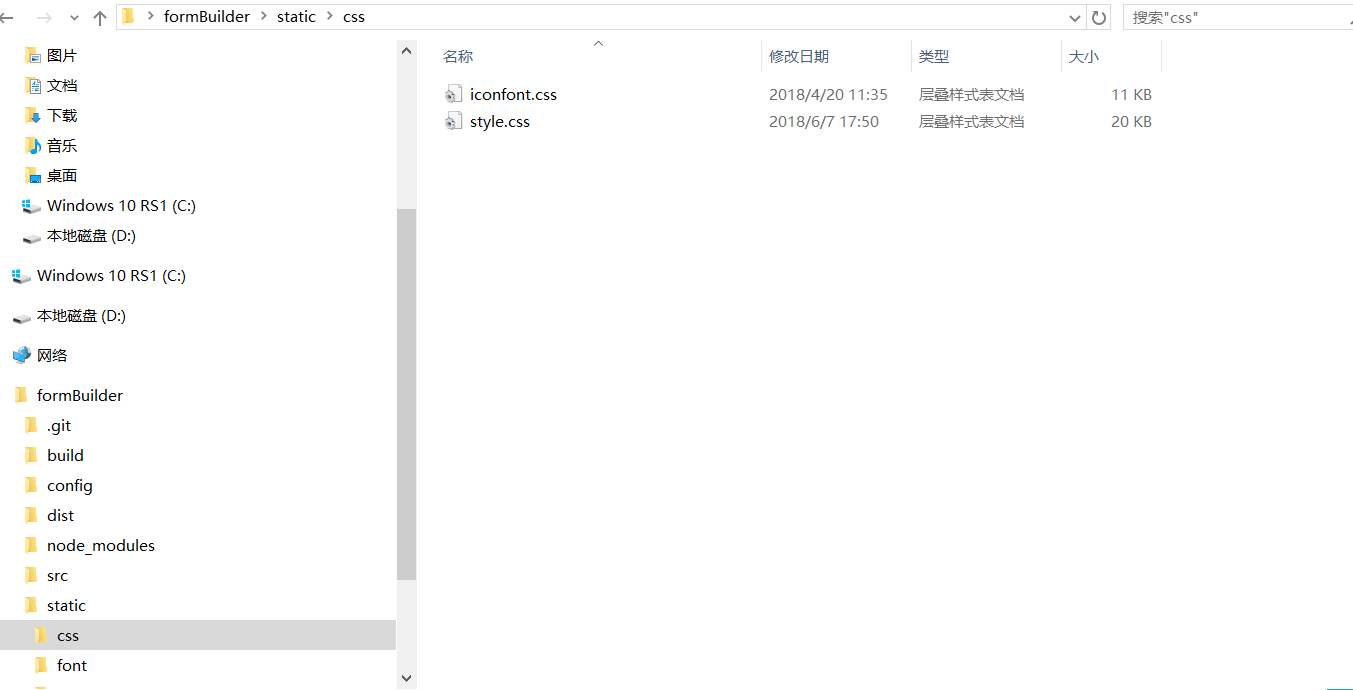 formBuilder > static > css
搜索"css"
图片
文档
下载
音乐
桌面
Windows 10 RS1 (C:)
本地磁盘 (D:)
Windows 10 RS1 (C:)
本地磁盘 (D:)
网络
formBuilder
.git
build
config
dist
node_modules
src
static
css
font
名称 修改日期 类型 大小
iconfont.css 2018/4/20 11:35 层叠样式表文档 11 KB
style.css 2018/6/7 17:50 层叠样式表文档 20 KB